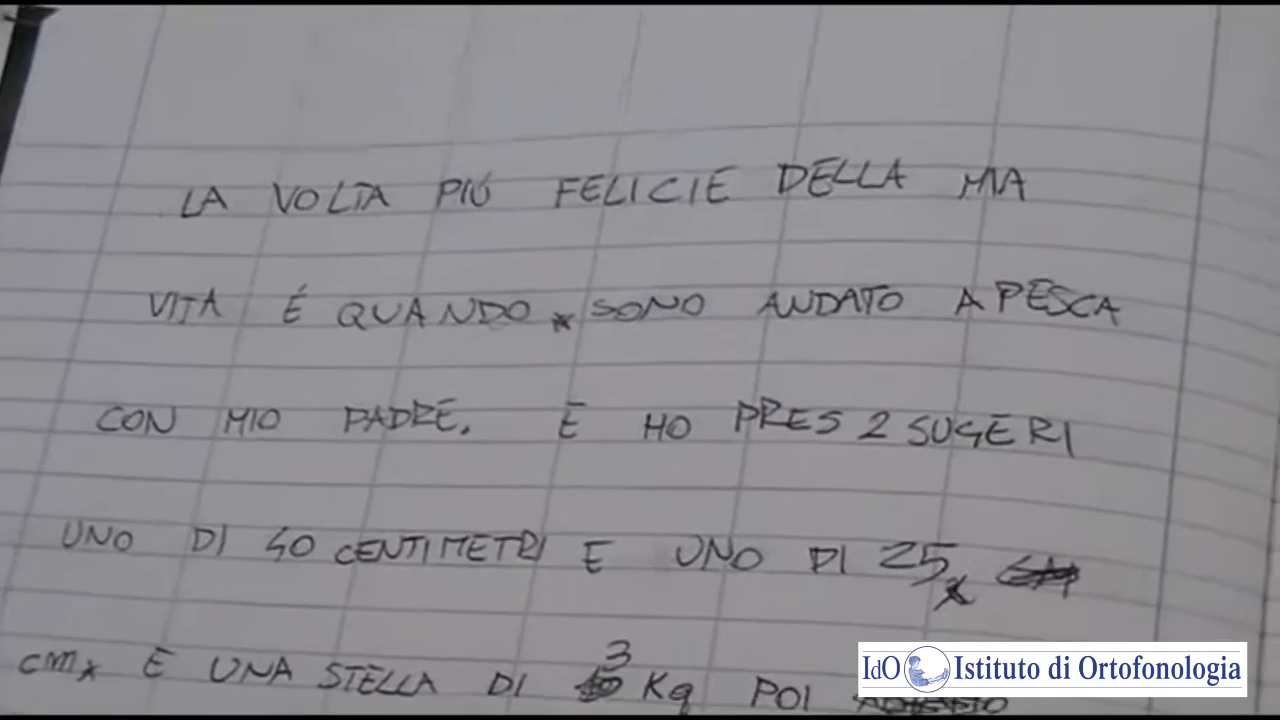 LA VOLTA PIÚ FELICIE DELLA MIA
VITA É QUANDO SONO ANDATO A PESCA
CON MIO PADRE. E HO PRES 2 SUGERI
UNO DI 40 CENTIMETRI E UNO DI 25
cm E UNA STELLA DI 3 Kg POI
IdO Istituto di Ortofonologia